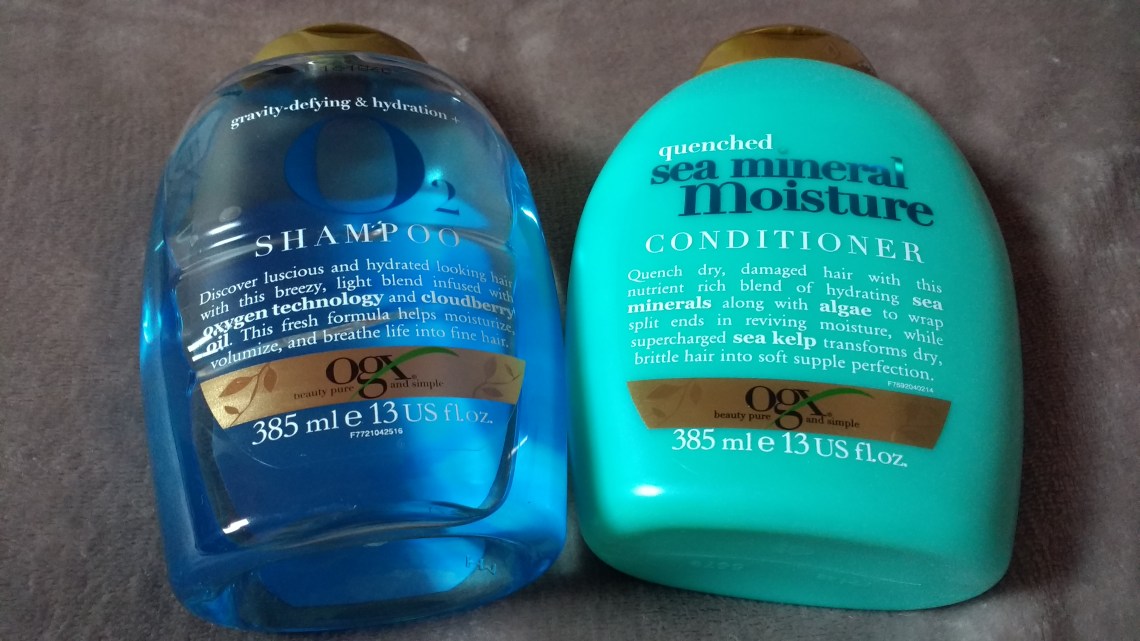 gravity-defying & hydration +
O2
SHAMPOO
Discover luscious and hydrated looking hair
with this breezy, light blend infused with
oxygen technology and cloudberry
oil. This fresh formula helps moisturize,
volumize, and breathe life into fine hair.
ogx®
beauty pure and simple
385 ml e 13 US fl.oz.
F7721042516
quenched
sea mineral
moisture
CONDITIONER
Quench dry, damaged hair with this
nutrient rich blend of hydrating sea
minerals along with algae to wrap
split ends in reviving moisture, while
supercharged sea kelp transforms dry,
brittle hair into soft supple perfection.
F7692040214
ogx®
beauty pure and simple
385 ml e 13 US fl.oz.